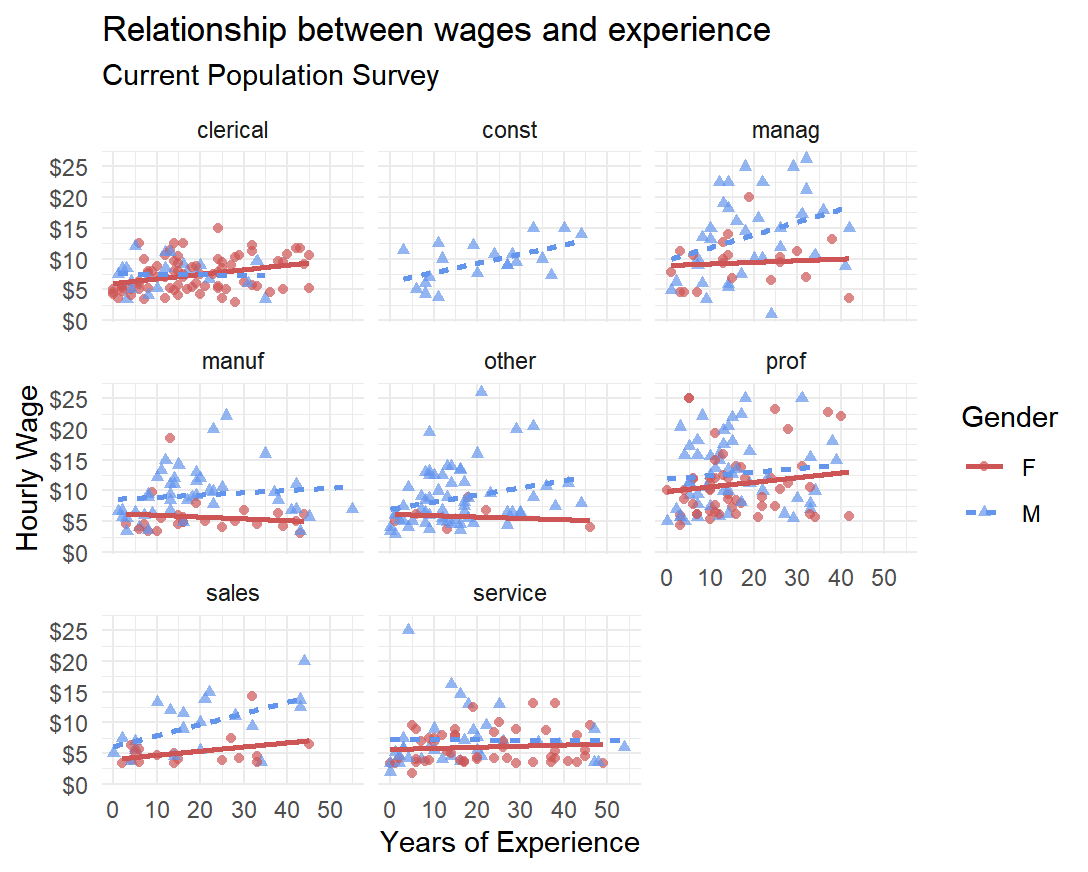 Relationship between wages and experience
Current Population Survey
clerical const manag
$25
$20
$15
$10
$5
$0
manuf other prof
$25
$20
$15
$10
$5
$0
0 10 20 30 40 50
sales service
$25
$20
$15
$10
$5
$0
0 10 20 30 40 50 0 10 20 30 40 50
Hourly Wage
Years of Experience
Gender
F
M